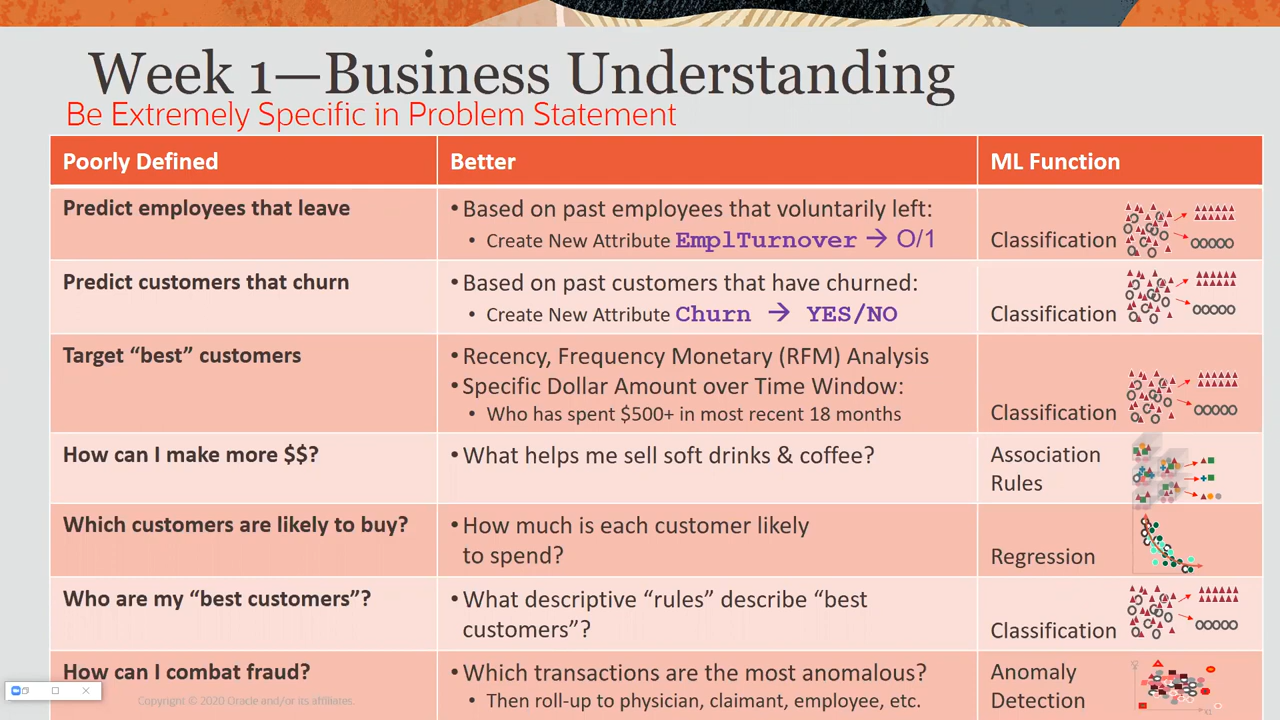 Week 1—Business Understanding
Be Extremely Specific in Problem Statement
Poorly Defined
Better
ML Function
Predict employees that leave
• Based on past employees that voluntarily left:
• Create New Attribute EmplTurnover → O/1
Classification
Predict customers that churn
• Based on past customers that have churned:
• Create New Attribute Churn → YES/NO
Classification
Target “best” customers
• Recency, Frequency Monetary (RFM) Analysis
• Specific Dollar Amount over Time Window:
• Who has spent $500+ in most recent 18 months
Classification
How can I make more $$?
• What helps me sell soft drinks & coffee?
Association
Rules
Which customers are likely to buy?
• How much is each customer likely
to spend?
Regression
Who are my “best customers”?
• What descriptive “rules” describe “best
customers”?
Classification
How can I combat fraud?
• Which transactions are the most anomalous?
• Then roll-up to physician, claimant, employee, etc.
Anomaly
Detection
Copyright © 2020 Oracle and/or its affiliates.